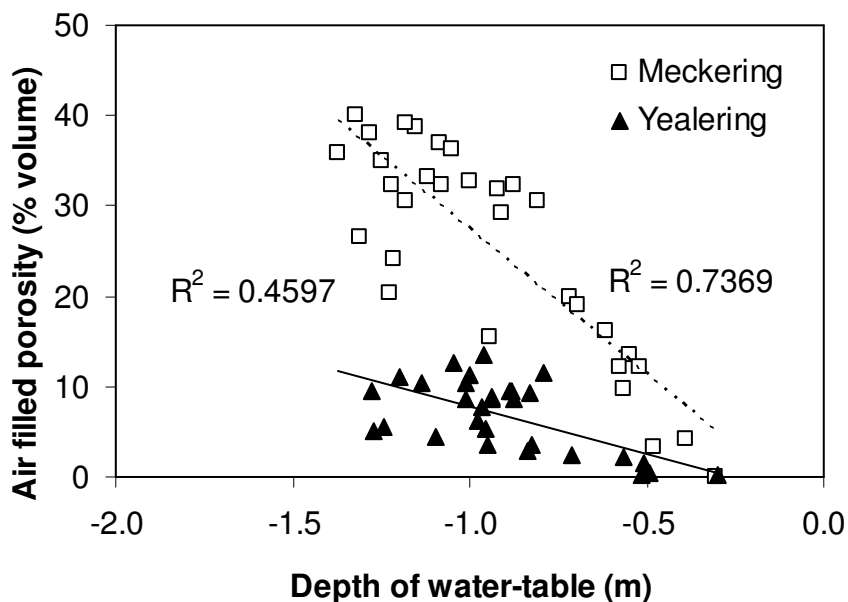 50
40
30
20
10
0
Air filled porosity (% volume)
Meckering
Yealering
R² = 0.4597
R² = 0.7369
-2.0 -1.5 -1.0 -0.5 0.0
Depth of water-table (m)